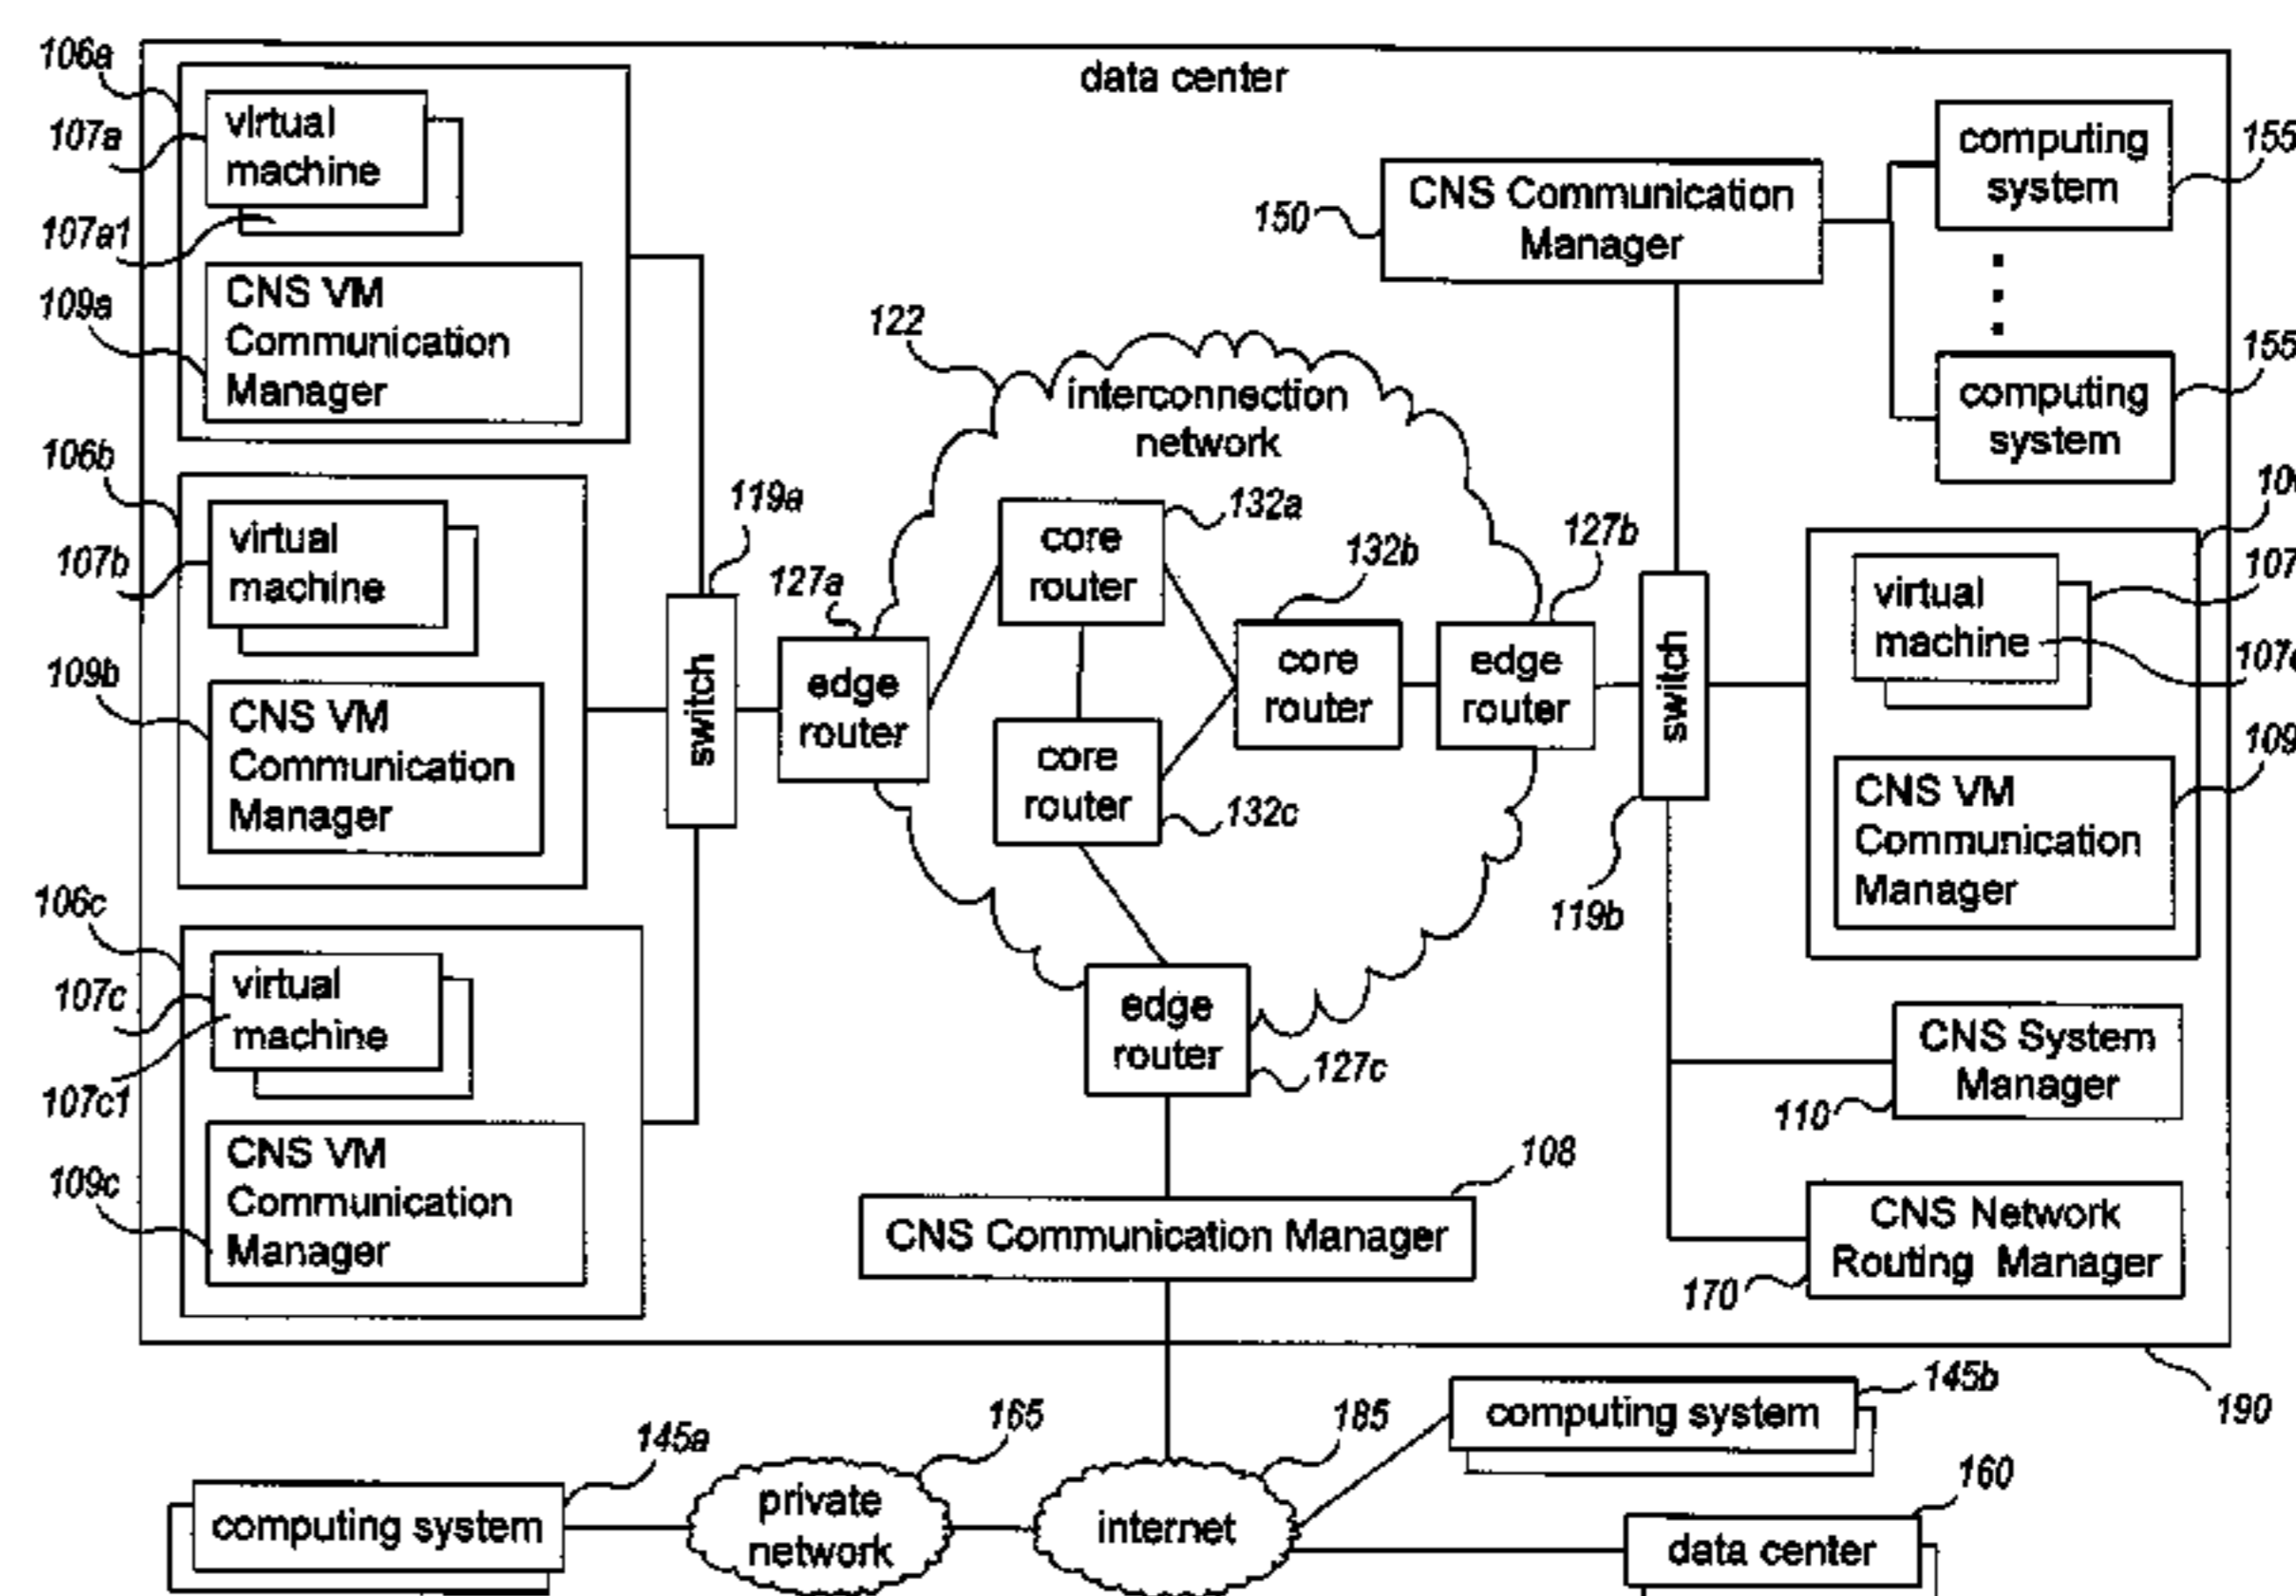 data center
106a
107a
virtual
machine
107a1
109a
CNS VM
Communication
Manager
106b
107b
virtual
machine
109b
CNS VM
Communication
Manager
106c
107c
virtual
machine
107c1
109c
CNS VM
Communication
Manager
119a
switch
122
interconnection
network
127a
edge
router
132a
core
router
132b
core
router
core
router
132c
127b
edge
router
edge
router
127c
switch
119b
150
CNS Communication
Manager
computing
system
155
computing
system
155
virtual
machine
107
CNS VM
Communication
Manager
109
CNS System
Manager
110
CNS Network
Routing Manager
170
108
CNS Communication Manager
190
145a
computing system
165
private
network
185
internet
145b
computing system
160
data center